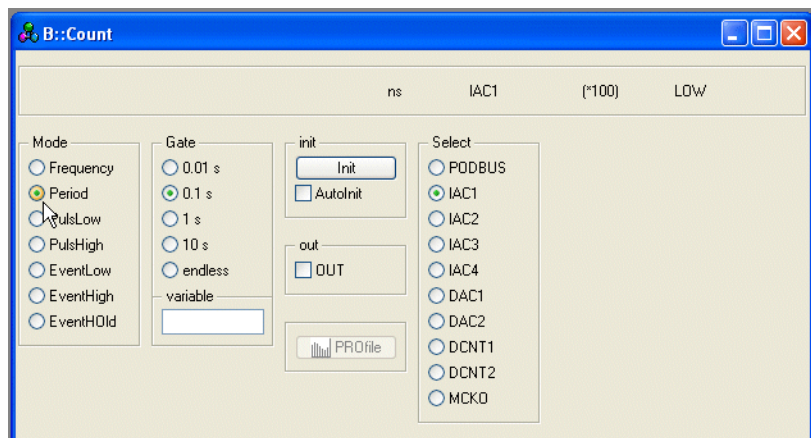 B::Count
ns IAC1 (*100) LOW
Mode
Frequency
Period
PulsLow
PulsHigh
EventLow
EventHigh
EventHOld
Gate
0.01 s
0.1 s
1 s
10 s
endless
variable
init
Init
AutoInit
out
OUT
PROfile
Select
PODBUS
IAC1
IAC2
IAC3
IAC4
DAC1
DAC2
DCNT1
DCNT2
MCKO